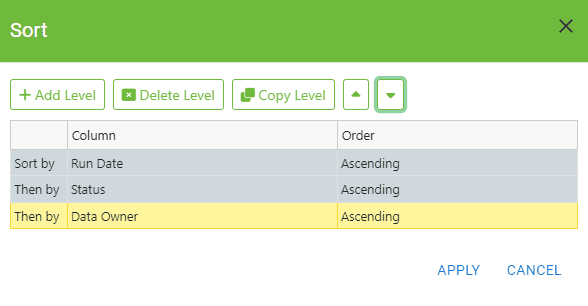 Sort
Add Level Delete Level Copy Level
Column Order
Sort by Run Date Ascending
Then by Status Ascending
Then by Data Owner Ascending
APPLY CANCEL